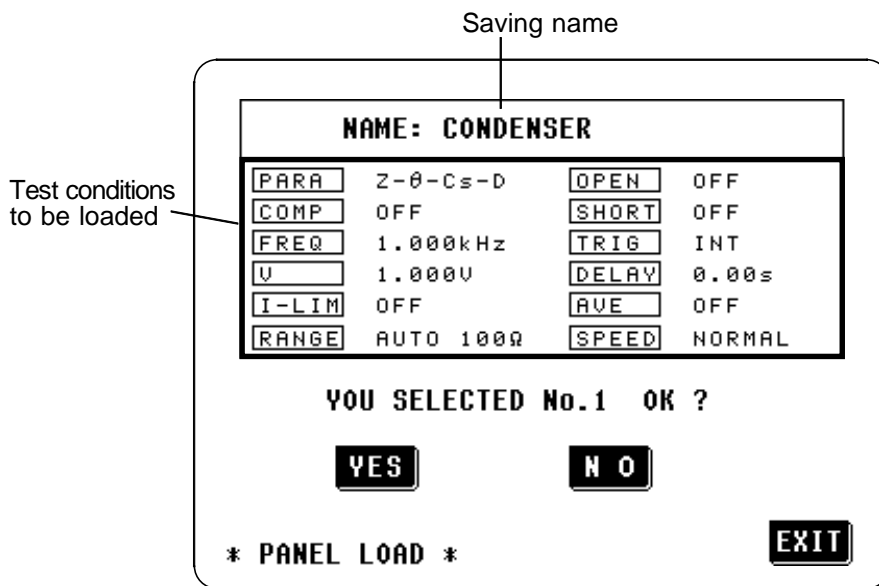 Saving name
NAME: CONDENSER
Test conditions
to be loaded
PARA Z-θ-Cs-D OPEN OFF
COMP OFF SHORT OFF
FREQ 1.000kHz TRIG INT
V 1.000V DELAY 0.00s
I-LIM OFF AVE OFF
RANGE AUTO 100Ω SPEED NORMAL
YOU SELECTED No.1 OK ?
YES N O
EXIT
* PANEL LOAD *